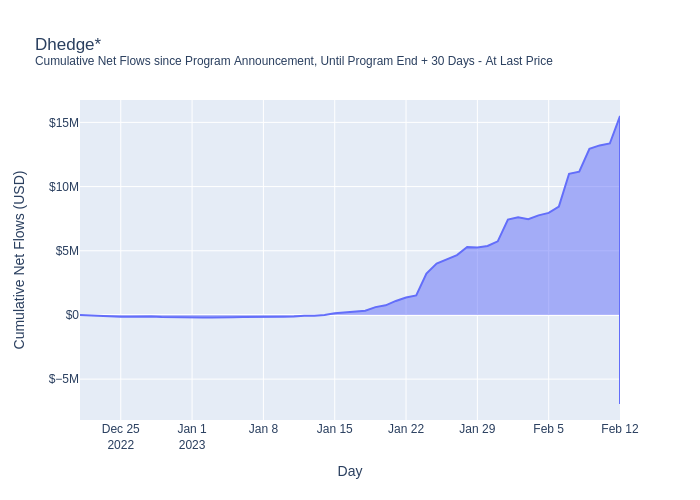 Dhedge*
Cumulative Net Flows since Program Announcement, Until Program End + 30 Days - At Last Price
Cumulative Net Flows (USD)
$15M
$10M
$5M
$0
$−5M
Dec 25 Jan 1 Jan 8 Jan 15 Jan 22 Jan 29 Feb 5 Feb 12
2022 2023
Day